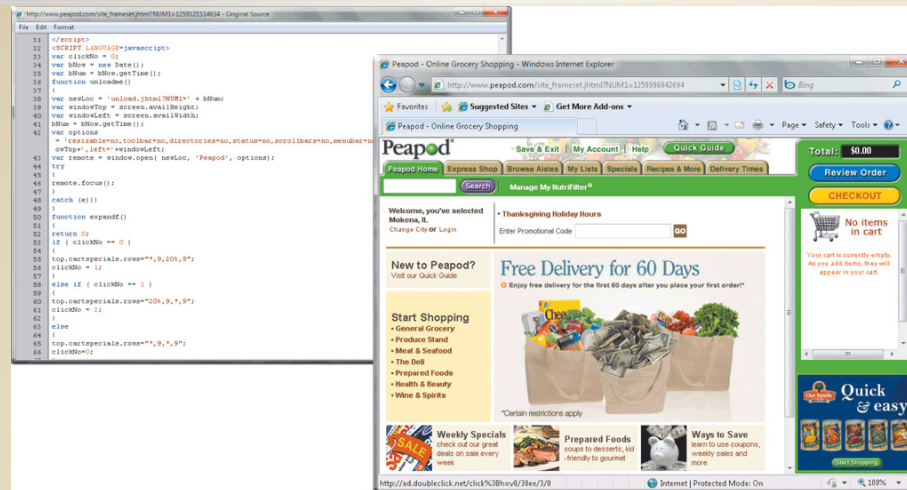 http://www.peapod.com/site_frameset.jhtml?NUM1=1259121514634 - Original Source
File Edit Format
31 </script>
32 <SCRIPT LANGUAGE=javascript>
33 var clickNo = 0;
34 var bNow = new Date();
35 var bNum = bNow.getTime();
36 function unloadme()
37 {
38 var newLoc = 'unload.jhtml?NUM1=' + bNum;
39 var windowTop = screen.availHeight;
40 var windowLeft = screen.availWidth;
41 bNum = bNow.getTime();
42 var options
= 'resizable=no,toolbar=no,directories=no,status=no,scrollbars=no,menubar=n
owTop+',left='+windowLeft;
43 var remote = window.open( newLoc, 'Peapod', options);
44 try
45 {
46 remote.focus();
47 }
48 catch (e){}
49 }
50 function expandf()
51 {
52 return 0;
53 if ( clickNo == 0 )
54 {
55 top.cartspecials.rows="*,9,20%,9";
56 clickNo = 1;
57 }
58 else if ( clickNo == 1 )
59 {
60 top.cartspecials.rows="20%,9,*,9";
61 clickNo = 2;
62 }
63 else
64 {
65 top.cartspecials.rows="*,9,*,9";
66 clickNo=0;
Peapod - Online Grocery Shopping - Windows Internet Explorer
http://www.peapod.com/site_frameset.jhtml?NUM1=1258996942694
Bing
Favorites Suggested Sites Get More Add-ons
Peapod - Online Grocery Shopping
Page Safety Tools
Peapod
Save & Exit | My Account | Help
Quick Guide
Peapod Home Express Shop Browse Aisles My Lists Specials Recipes & More Delivery Times
Search Manage My NutriFilter®
Total: $0.00
Review Order
CHECKOUT
No items
in cart
Your cart is currently empty.
As you add items, they will
appear in your cart.
Welcome, you've selected
Mokena, IL
Change City or Login
• Thanksgiving Holiday Hours
Enter Promotional Code GO
New to Peapod?
Visit our Quick Guide
Start Shopping
• General Grocery
• Produce Stand
• Meat & Seafood
• The Deli
• Prepared Foods
• Health & Beauty
• Wine & Spirits
Free Delivery for 60 Days
Enjoy free delivery for the first 60 days after you place your first order!*
Chee
*Certain restrictions apply
SALE
Weekly Specials
check out our great
deals on sale every
week
Prepared Foods
soups to desserts, kid
-friendly to gourmet
Ways to Save
learn to use coupons,
weekly sales and
more
Our Family
Quick
& easy
Start Shopping
http://ad.doubleclick.net/click%3Bh=v8/38ee/3/0
Internet | Protected Mode: On
100%